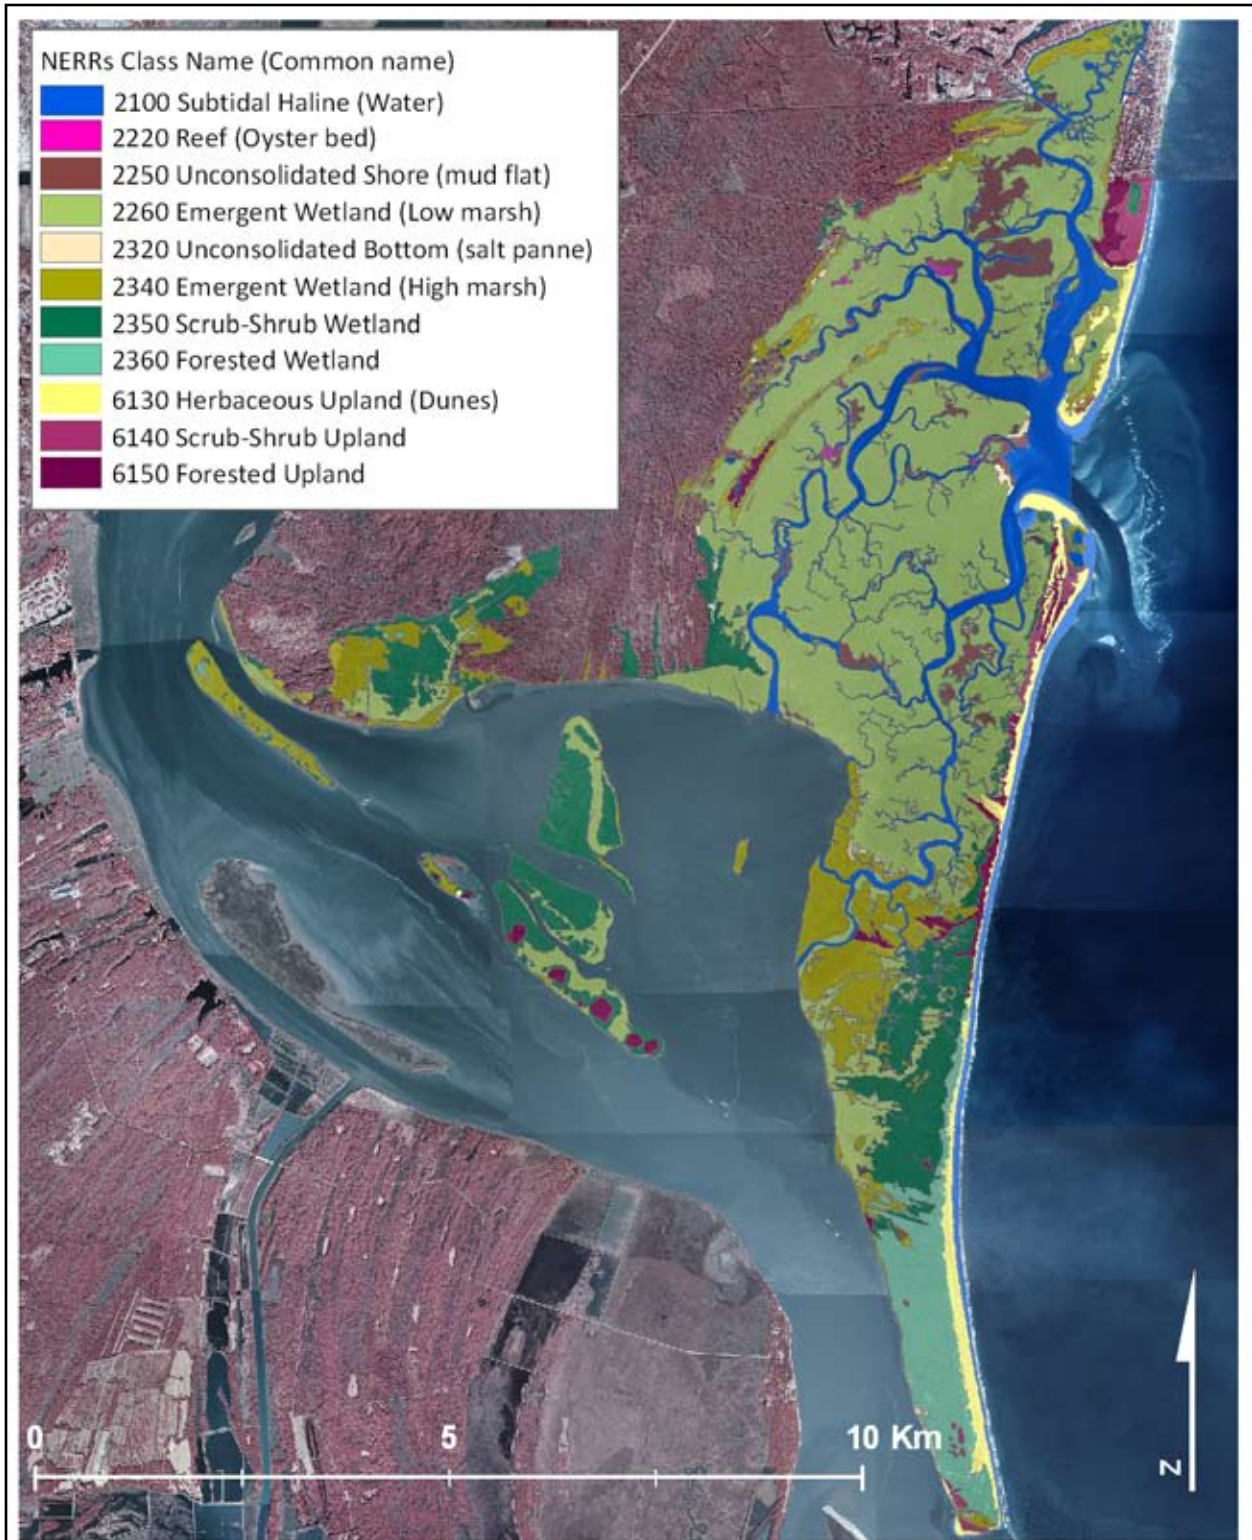 NERRs Class Name (Common name)
2100 Subtidal Haline (Water)
2220 Reef (Oyster bed)
2250 Unconsolidated Shore (mud flat)
2260 Emergent Wetland (Low marsh)
2320 Unconsolidated Bottom (salt panne)
2340 Emergent Wetland (High marsh)
2350 Scrub-Shrub Wetland
2360 Forested Wetland
6130 Herbaceous Upland (Dunes)
6140 Scrub-Shrub Upland
6150 Forested Upland
0 5 10 Km
N